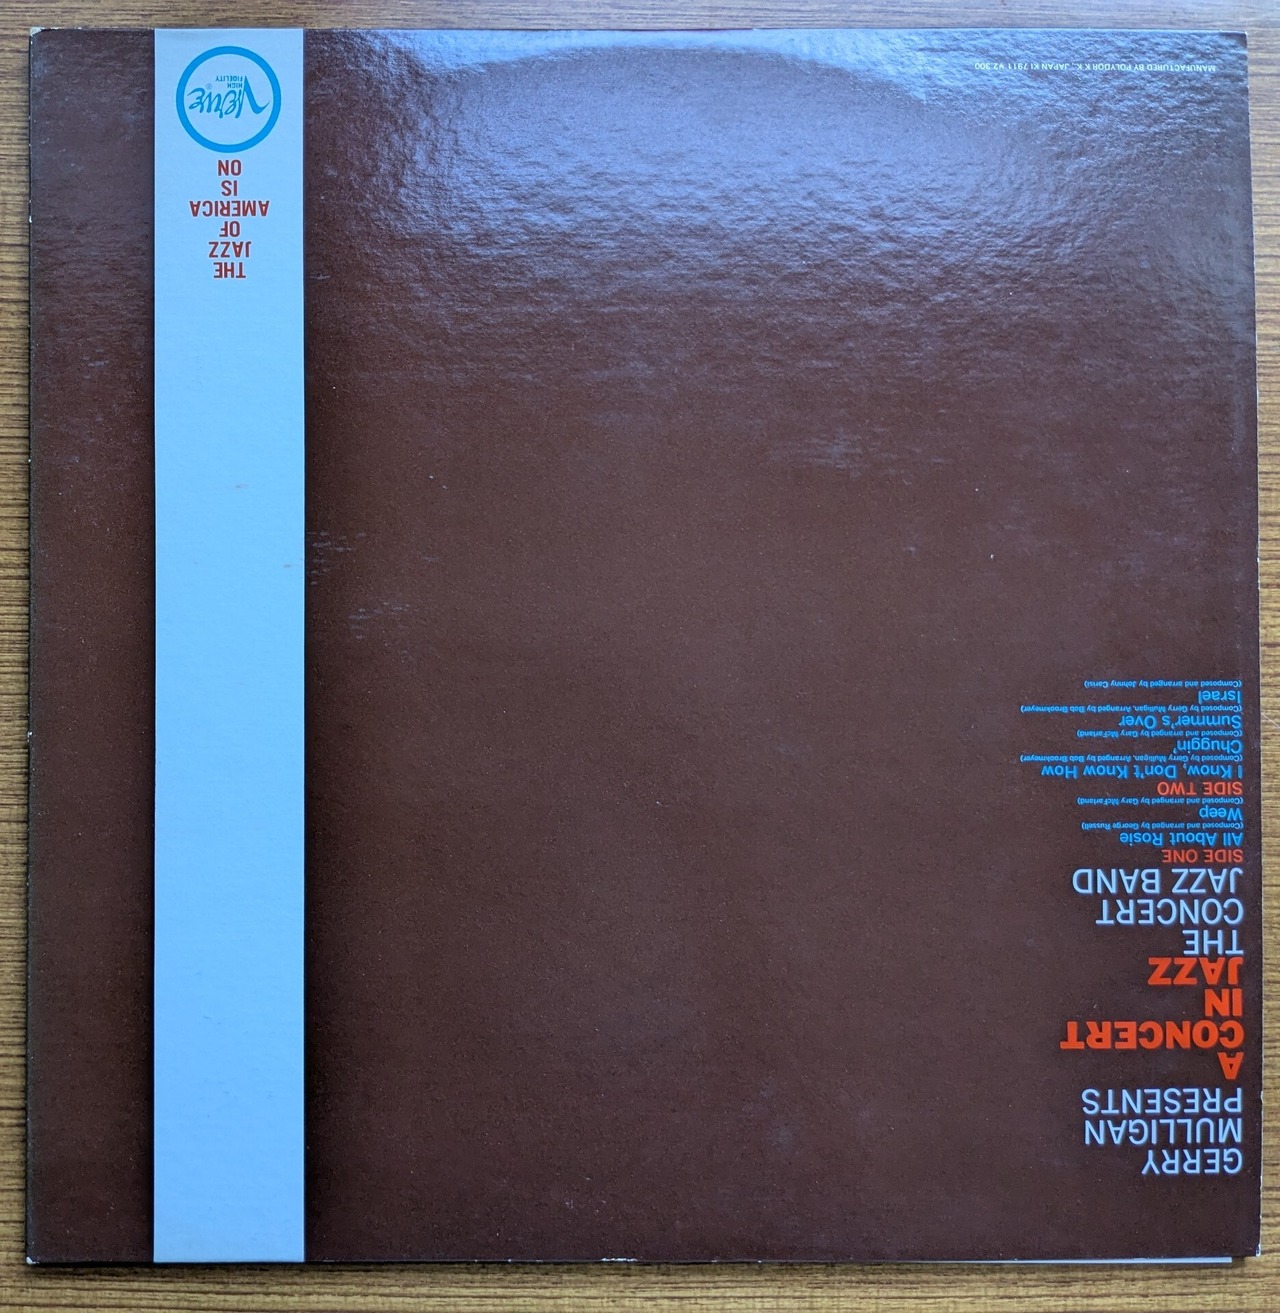 GERRY
MULLIGAN
PRESENTS
A
CONCERT
IN
JAZZ
THE
CONCERT
JAZZ BAND
SIDE ONE
All About Rosie
(Composed and arranged by George Russell)
Weep
(Composed and arranged by Gary McFarland)
SIDE TWO
I Know, Don't Know How
(Composed by Gerry Mulligan, Arranged by Bob Brookmeyer)
Chuggin'
(Composed and arranged by Gary McFarland)
Summer's Over
(Composed by Gerry Mulligan, Arranged by Bob Brookmeyer)
Israel
(Composed and arranged by Johnny Carisi)
THE
JAZZ
OF
AMERICA
IS
ON
Verve
HIGH
FIDELITY
MANUFACTURED BY POLYDOR K.K., JAPAN KI 7911 ¥2,300